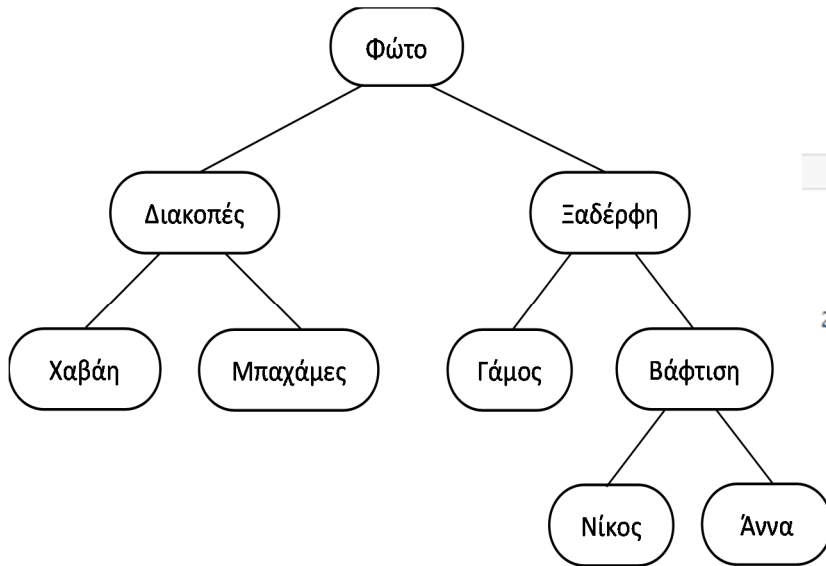 Φώτο
Διακοπές
Ξαδέρφη
Χαβάη
Μπαχάμες
Γάμος
Βάφτιση
Νίκος
Άννα